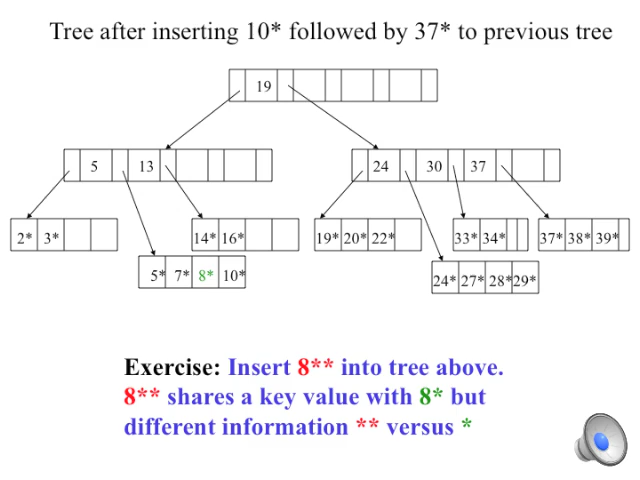 Tree after inserting 10* followed by 37* to previous tree
19
5 13
24 30 37
2* 3*
14* 16*
19* 20* 22*
33* 34*
37* 38* 39*
5* 7* 8* 10*
24* 27* 28* 29*
Exercise: Insert 8** into tree above.
8** shares a key value with 8* but
different information ** versus *